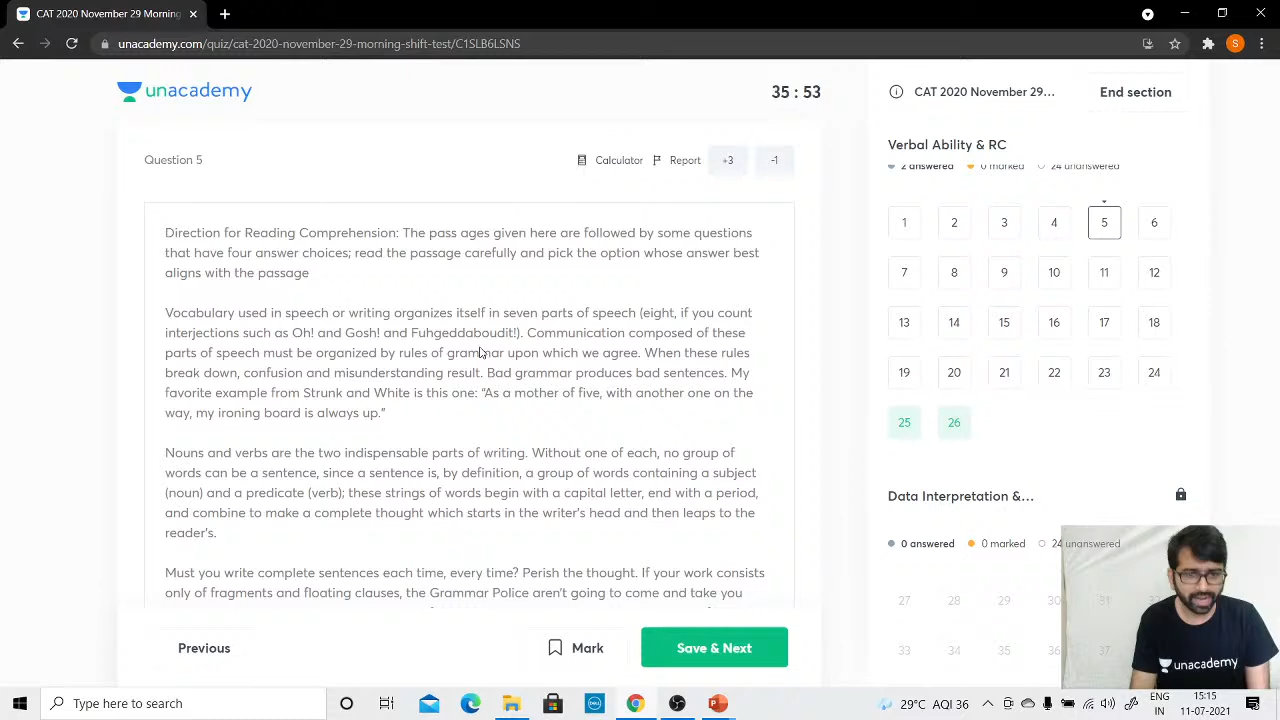 CAT 2020 November 29 Morning
unacademy.com/quiz/cat-2020-november-29-morning-shift-test/C1SLB6LSNS
S
unacademy
35 : 53
CAT 2020 November 29...
End section
Question 5
Calculator
Report
+3
-1
Verbal Ability & RC
2 answered
0 marked
24 unanswered
1 2 3 4 5 6
7 8 9 10 11 12
13 14 15 16 17 18
19 20 21 22 23 24
25 26
Direction for Reading Comprehension: The pass ages given here are followed by some questions
that have four answer choices; read the passage carefully and pick the option whose answer best
aligns with the passage
Vocabulary used in speech or writing organizes itself in seven parts of speech (eight, if you count
interjections such as Oh! and Gosh! and Fuhgeddaboudit!). Communication composed of these
parts of speech must be organized by rules of grammar upon which we agree. When these rules
break down, confusion and misunderstanding result. Bad grammar produces bad sentences. My
favorite example from Strunk and White is this one: “As a mother of five, with another one on the
way, my ironing board is always up.”
Nouns and verbs are the two indispensable parts of writing. Without one of each, no group of
words can be a sentence, since a sentence is, by definition, a group of words containing a subject
(noun) and a predicate (verb); these strings of words begin with a capital letter, end with a period,
and combine to make a complete thought which starts in the writer’s head and then leaps to the
reader’s.
Must you write complete sentences each time, every time? Perish the thought. If your work consists
only of fragments and floating clauses, the Grammar Police aren’t going to come and take you
Data Interpretation &...
0 answered
0 marked
24 unanswered
27 28 29 30 31
33 34 35 36 37
Previous
Mark
Save & Next
unacademy
Type here to search
DELL
29°C AQI 36
ENG
IN
15:15
11-07-2021